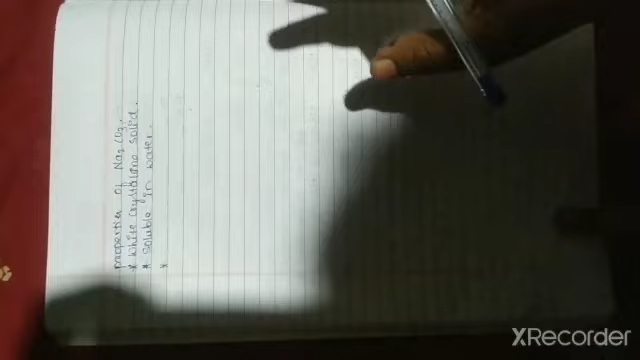 properties of Na2CO3.
* White crystalline solid.
* soluble in water.
*
XRecorder